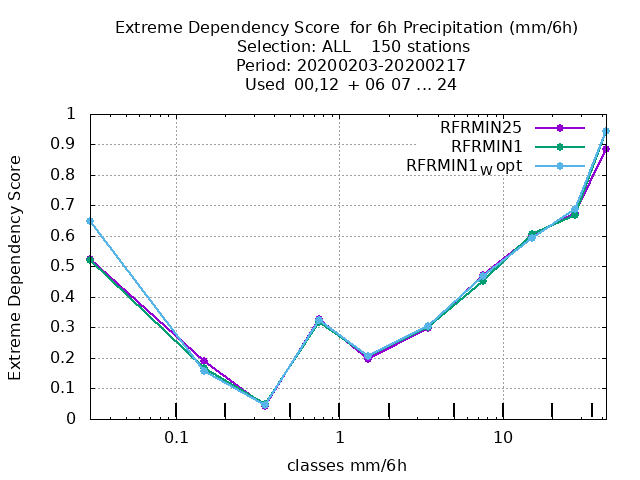 Extreme Dependency Score for 6h Precipitation (mm/6h)
Selection: ALL 150 stations
Period: 20200203-20200217
Used 00,12 + 06 07 ... 24
RFRMIN25
RFRMIN1
RFRMIN1W opt
Extreme Dependency Score
1
0.9
0.8
0.7
0.6
0.5
0.4
0.3
0.2
0.1
0
0.1 1 10
classes mm/6h